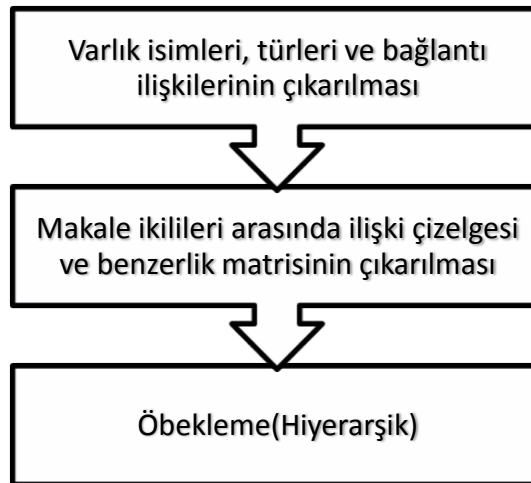 Varlık isimleri, türleri ve bağlantı
ilişkilerinin çıkarılması
Makale ikilileri arasında ilişki çizelgesi
ve benzerlik matrisinin çıkarılması
Öbekleme(Hiyerarşik)